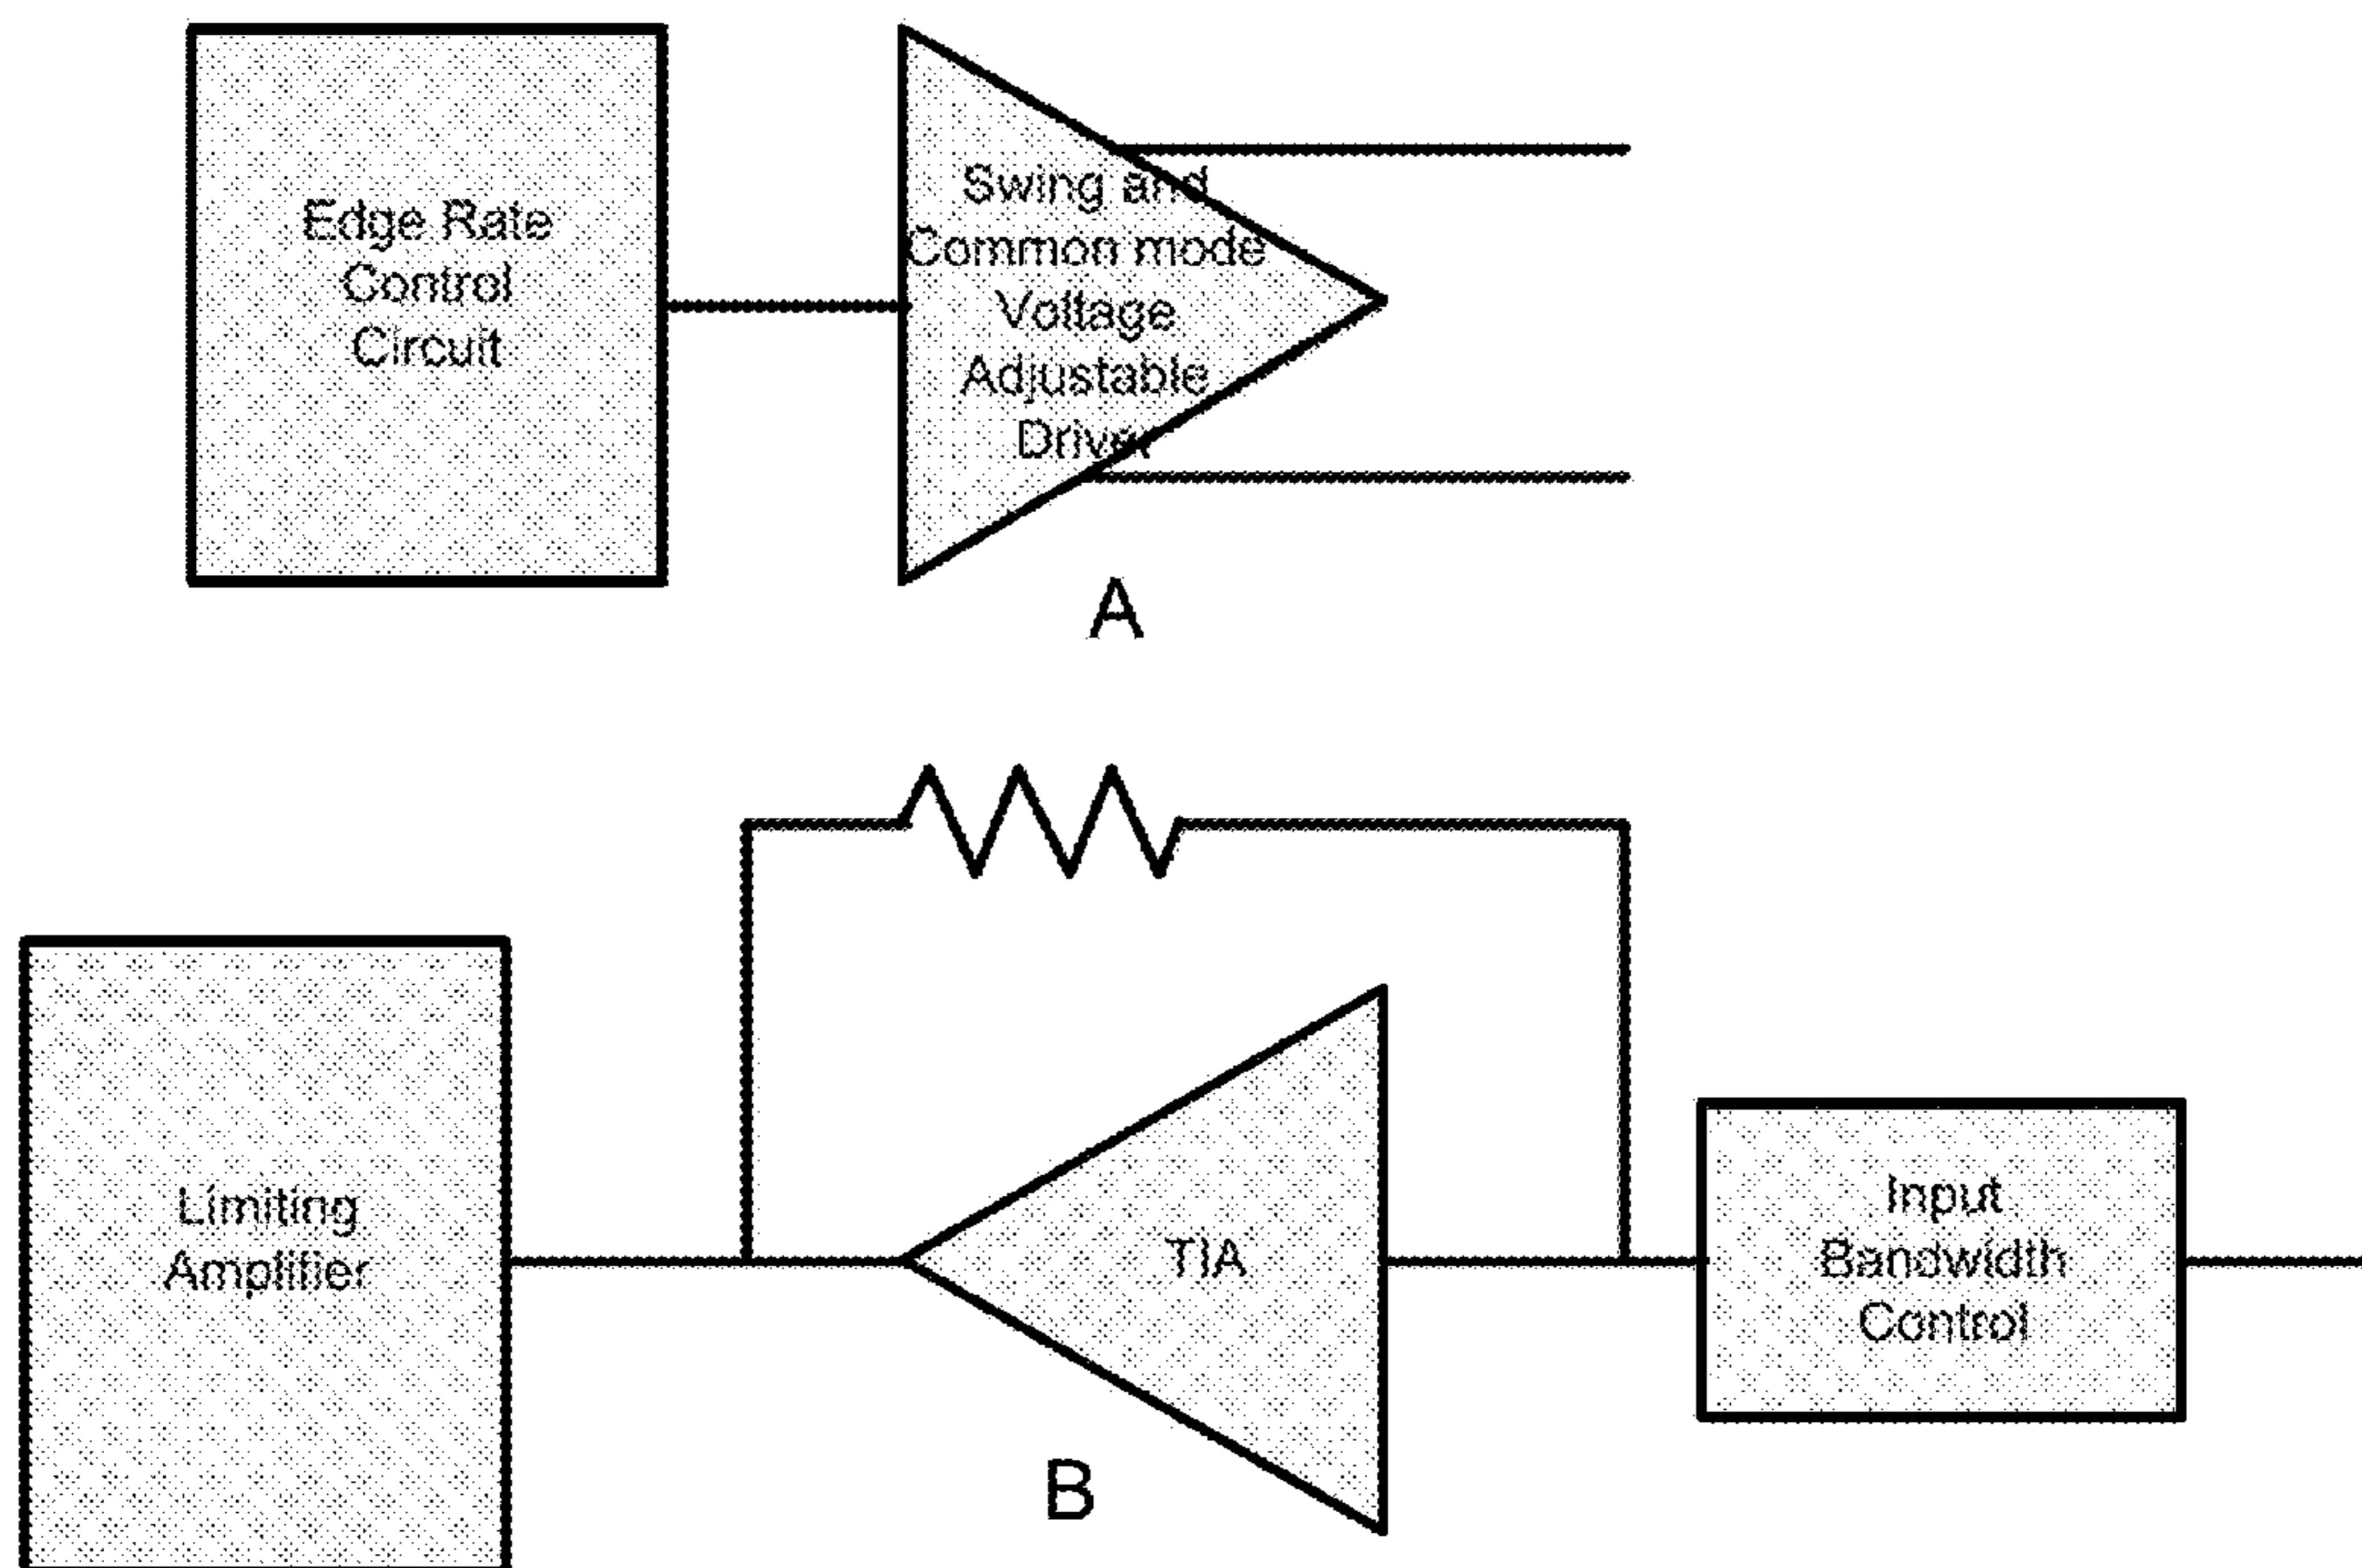 Edge Rate
Control
Circuit
Swing and
Common mode
Voltage
Adjustable
Driver
A
Limiting
Amplifier
TIA
Input
Bandwidth
Control
B